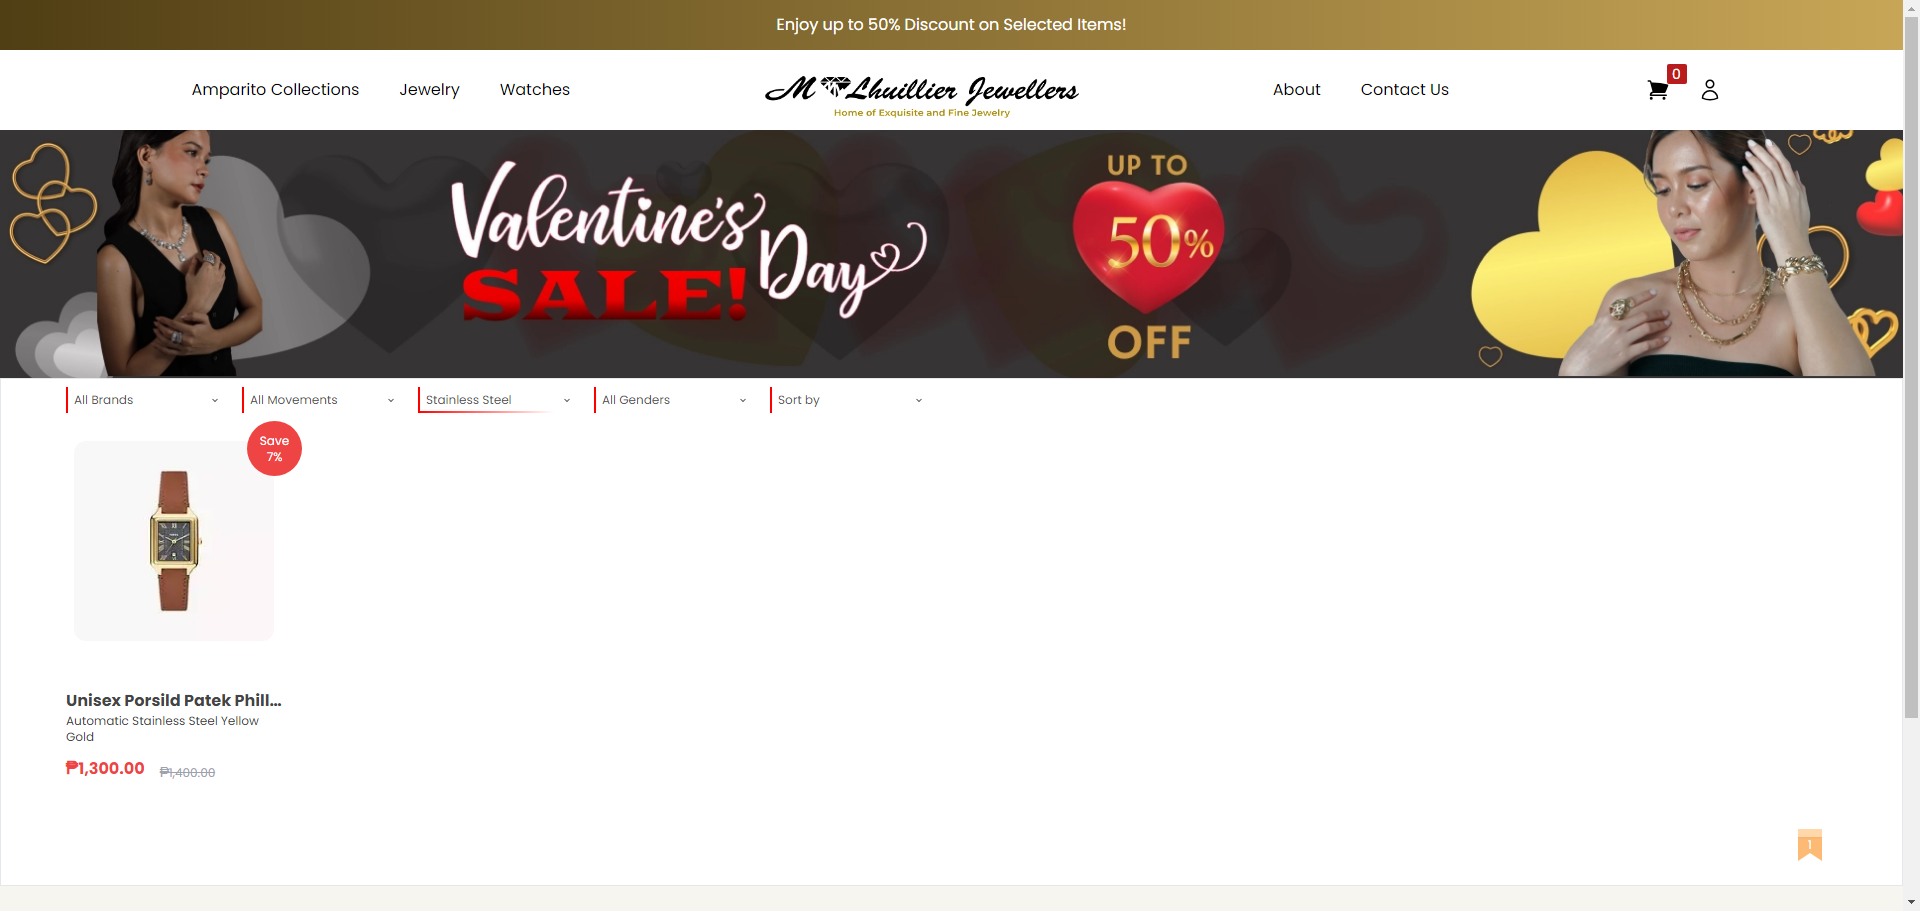 Enjoy up to 50% Discount on Selected Items!
Amparito Collections
Jewelry
Watches
M Lhuillier Jewellers
Home of Exquisite and Fine Jewelry
About
Contact Us
0
Valentine's
Day
SALE!
UP TO
50%
OFF
All Brands
All Movements
Stainless Steel
All Genders
Sort by
Save
7%
Unisex Porsild Patek Phill...
Automatic Stainless Steel Yellow
Gold
₱1,300.00 ₱1,400.00
1